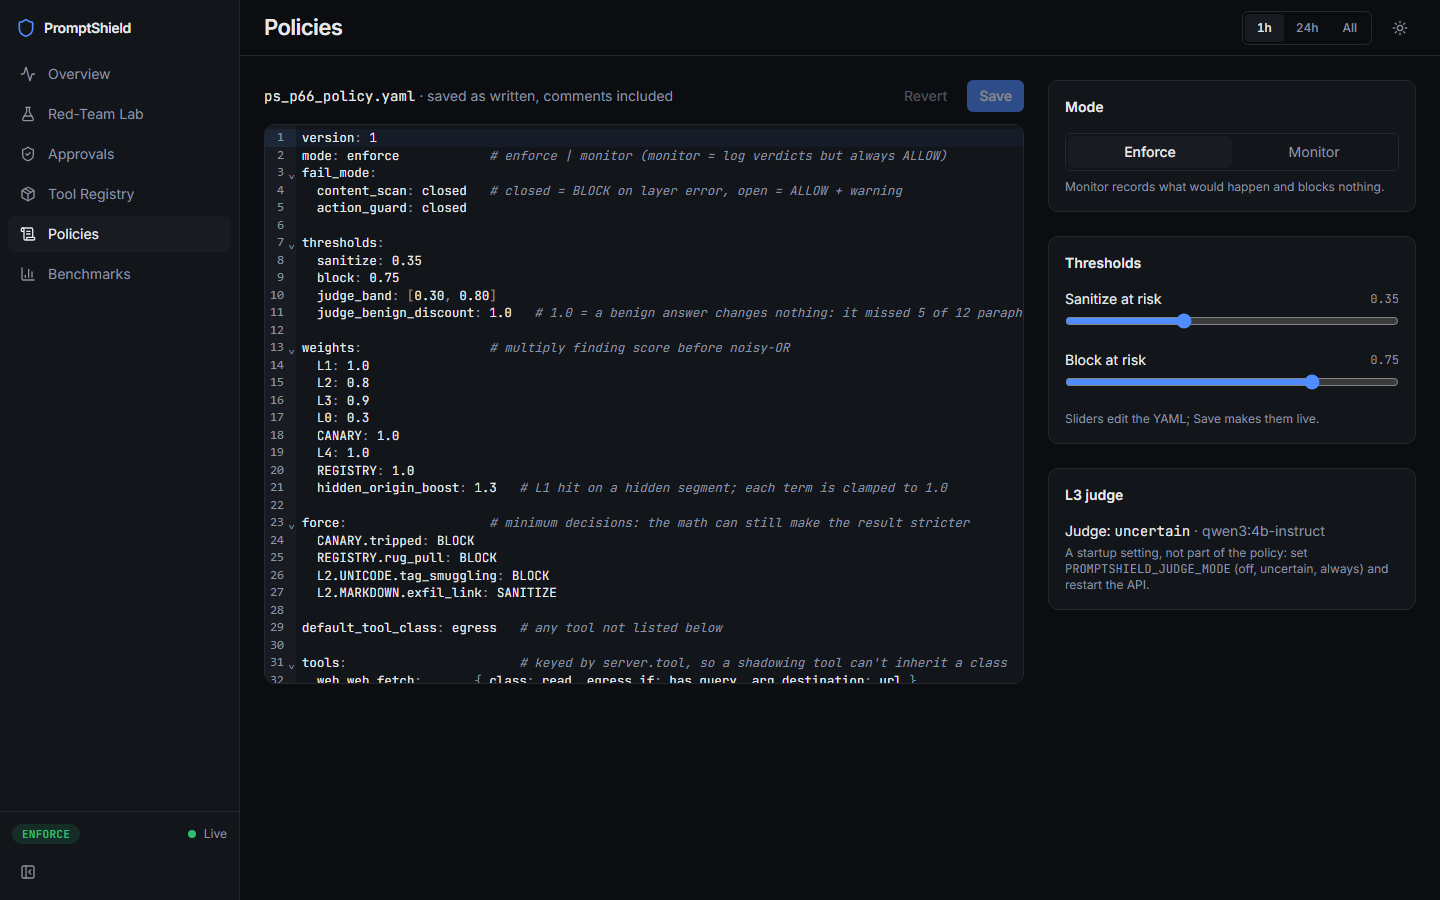 PromptShield
Overview
Red-Team Lab
Approvals
Tool Registry
Policies
Benchmarks
ENFORCE
Live
Policies
1h 24h All
ps_p66_policy.yaml · saved as written, comments included
Revert Save
1 version: 1
2 mode: enforce # enforce | monitor (monitor = log verdicts but always ALLOW)
3 fail_mode:
4 content_scan: closed # closed = BLOCK on layer error, open = ALLOW + warning
5 action_guard: closed
6
7 thresholds:
8 sanitize: 0.35
9 block: 0.75
10 judge_band: [0.30, 0.80]
11 judge_benign_discount: 1.0 # 1.0 = a benign answer changes nothing: it missed 5 of 12 paraph
12
13 weights: # multiply finding score before noisy-OR
14 L1: 1.0
15 L2: 0.8
16 L3: 0.9
17 L0: 0.3
18 CANARY: 1.0
19 L4: 1.0
20 REGISTRY: 1.0
21 hidden_origin_boost: 1.3 # L1 hit on a hidden segment; each term is clamped to 1.0
22
23 force: # minimum decisions: the math can still make the result stricter
24 CANARY.tripped: BLOCK
25 REGISTRY.rug_pull: BLOCK
26 L2.UNICODE.tag_smuggling: BLOCK
27 L2.MARKDOWN.exfil_link: SANITIZE
28
29 default_tool_class: egress # any tool not listed below
30
31 tools: # keyed by server.tool, so a shadowing tool can't inherit a class
32 web.web_fetch: { class: read, egress_if: has_query, arg_destination: url }
Mode
Enforce Monitor
Monitor records what would happen and blocks nothing.
Thresholds
Sanitize at risk 0.35
Block at risk 0.75
Sliders edit the YAML; Save makes them live.
L3 judge
Judge: uncertain · qwen3:4b-instruct
A startup setting, not part of the policy: set
PROMPTSHIELD_JUDGE_MODE (off, uncertain, always) and
restart the API.